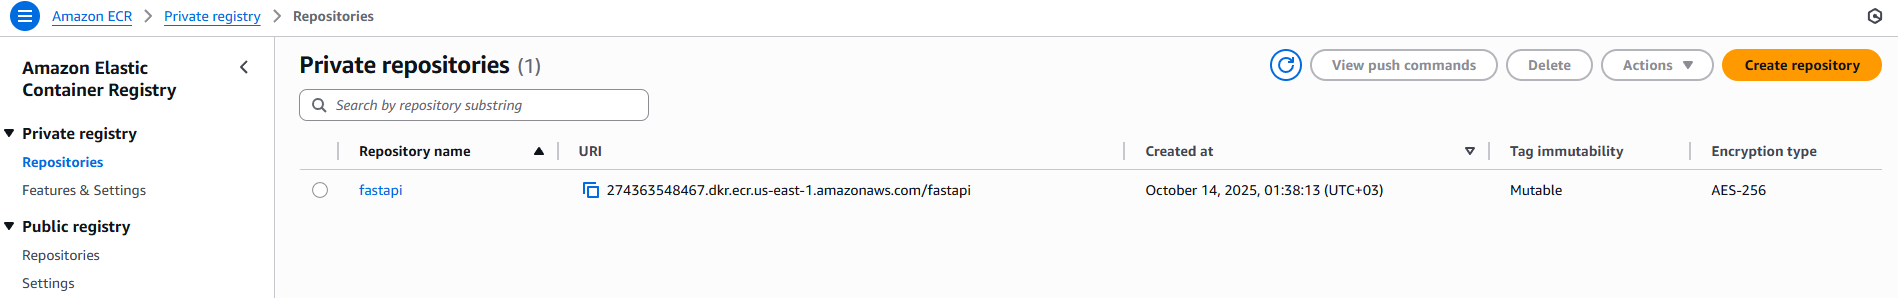 Amazon ECR > Private registry > Repositories
Amazon Elastic
Container Registry
Private registry
Repositories
Features & Settings
Public registry
Repositories
Settings
Private repositories (1)
View push commands
Delete
Actions
Create repository
Search by repository substring
Repository name
URI
Created at
Tag immutability
Encryption type
fastapi
274363548467.dkr.ecr.us-east-1.amazonaws.com/fastapi
October 14, 2025, 01:38:13 (UTC+03)
Mutable
AES-256